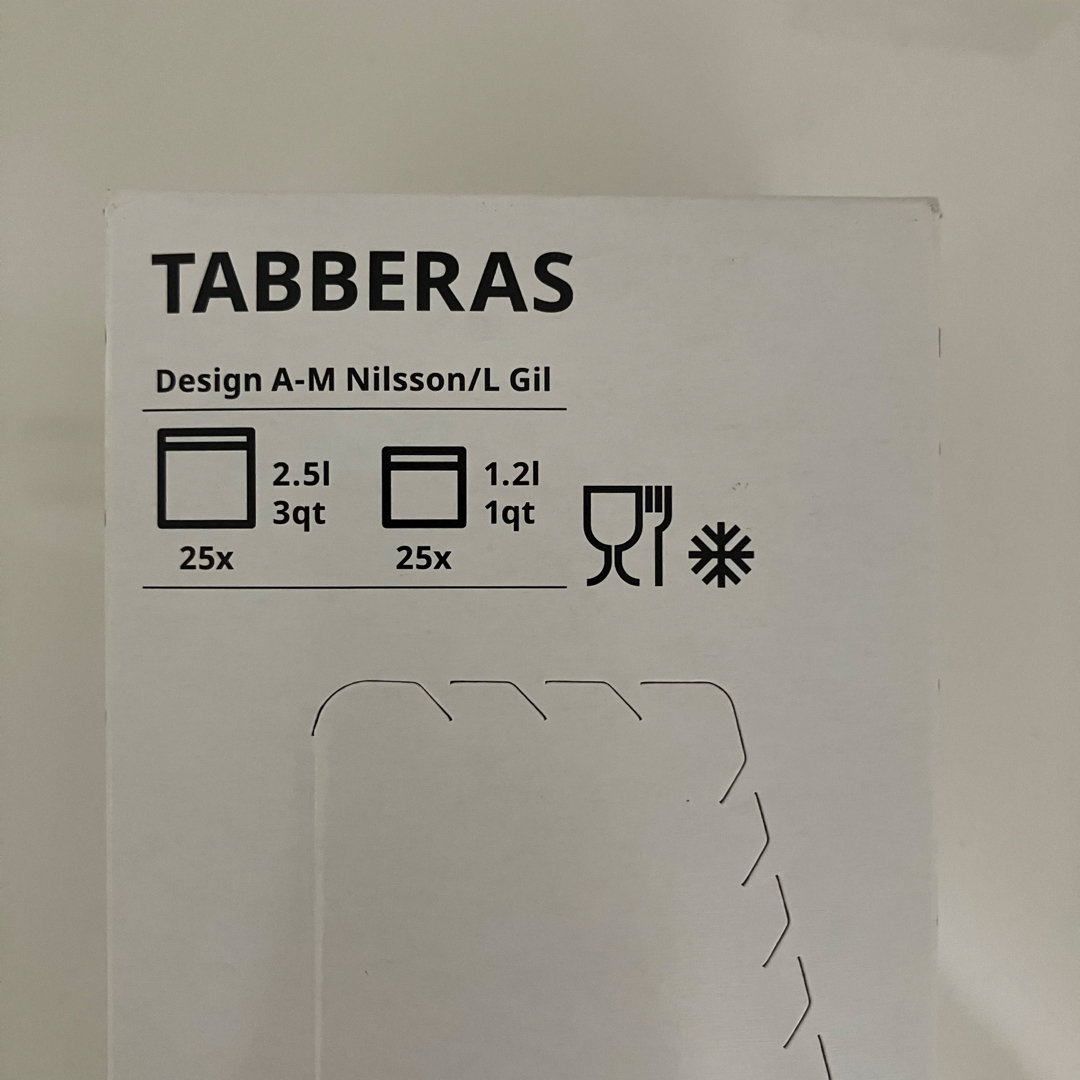 TABBERAS
Design A-M Nilsson/L Gil
2.5l 1.2l
3qt 1qt
25x 25x